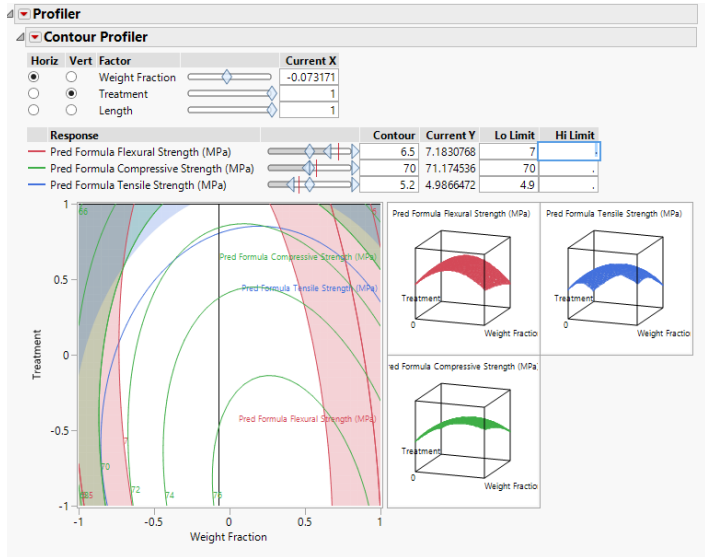 Profiler
Contour Profiler
Horiz Vert Factor Current X
Weight Fraction -0.073171
Treatment 1
Length 1
Response Contour Current Y Lo Limit Hi Limit
Pred Formula Flexural Strength (MPa) 6.5 7.1830768 7 .
Pred Formula Compressive Strength (MPa) 70 71.174536 70 .
Pred Formula Tensile Strength (MPa) 5.2 4.9866472 4.9 .
Pred Formula Flexural Strength (MPa) Pred Formula Tensile Strength (MPa)
Treatment
0
Weight Fractio
Treatment
0
Weight Fractio
red Formula Compressive Strength (MPa
Treatment
0
Weight Fractio
1
0.5
0
-0.5
-1
Treatment
66
Pred Formula Compressive Strength (MPa)
Pred Formula Tensile Strength (MPa)
Pred Formula Flexural Strength (MPa)
7
70
72
74
-1 -0.5 0 0.5 1
Weight Fraction